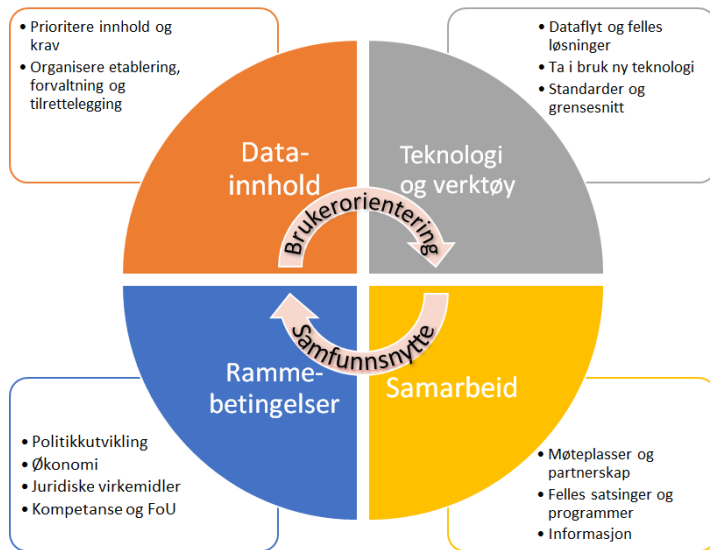 • Prioritere innhold og
krav
• Organisere etablering,
forvaltning og
tilrettelegging
• Dataflyt og felles
løsninger
• Ta i bruk ny teknologi
• Standarder og
grensesnitt
Data-
innhold
Teknologi
og verktøy
Brukerorientering
Samfunnsnytte
Ramme-
betingelser
Samarbeid
• Politikkutvikling
• Økonomi
• Juridiske virkemidler
• Kompetanse og FoU
• Møteplasser og
partnerskap
• Felles satsinger og
programmer
• Informasjon